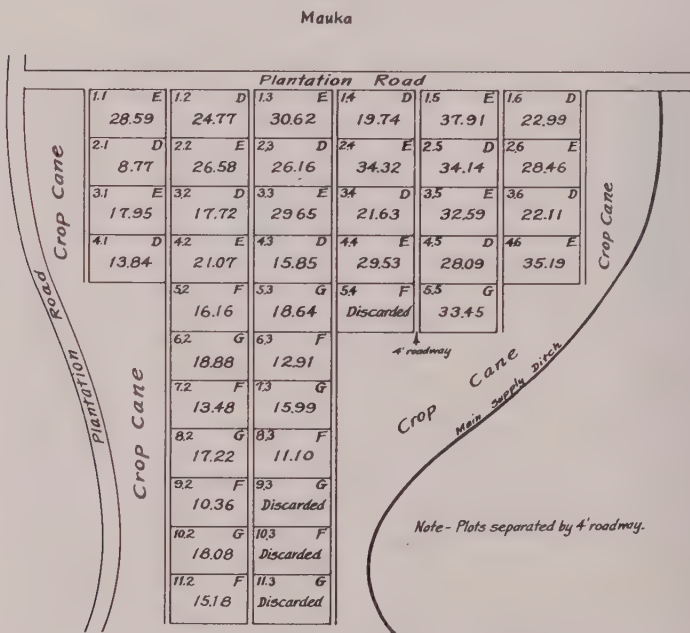 Mauka
Plantation Road
1.1 E 1.2 D 1.3 E 1.4 D 1.5 E 1.6 D
28.59 24.77 30.62 19.74 37.91 22.99
2.1 D 2.2 E 2.3 D 2.4 E 2.5 D 2.6 E
8.77 26.58 26.16 34.32 34.14 28.46
3.1 E 3.2 D 3.3 E 3.4 D 3.5 E 3.6 D
17.95 17.72 29.65 21.63 32.59 22.11
4.1 D 4.2 E 4.3 D 4.4 E 4.5 D 4.6 E
13.84 21.07 15.85 29.53 28.09 35.19
5.2 F 5.3 G 5.4 F 5.5 G
16.16 18.64 Discarded 33.45
6.2 G 6.3 F
18.88 12.91
7.2 F 7.3 G
13.48 15.99
8.2 G 8.3 F
17.22 11.10
9.2 F 9.3 G
10.36 Discarded
10.2 G 10.3 F
18.08 Discarded
11.2 F 11.3 G
15.18 Discarded
Crop Cane
Crop Cane
Plantation Road
Crop Cane
4' roadway
Crop Cane
Main Supply Ditch
Note - Plots separated by 4' roadway.